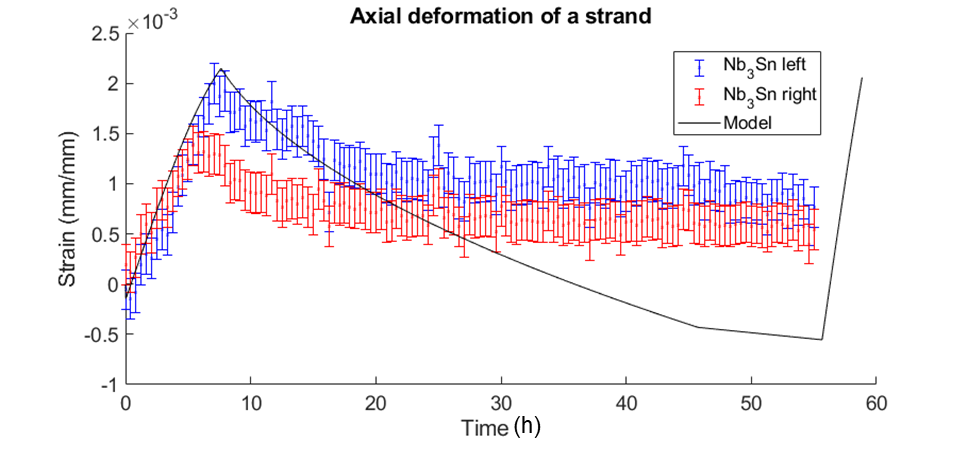 Axial deformation of a strand
×10⁻³
2.5
2
1.5
1
0.5
0
-0.5
-1
Strain (mm/mm)
0 10 20 30 40 50 60
Time (h)
Nb₃Sn left
Nb₃Sn right
Model